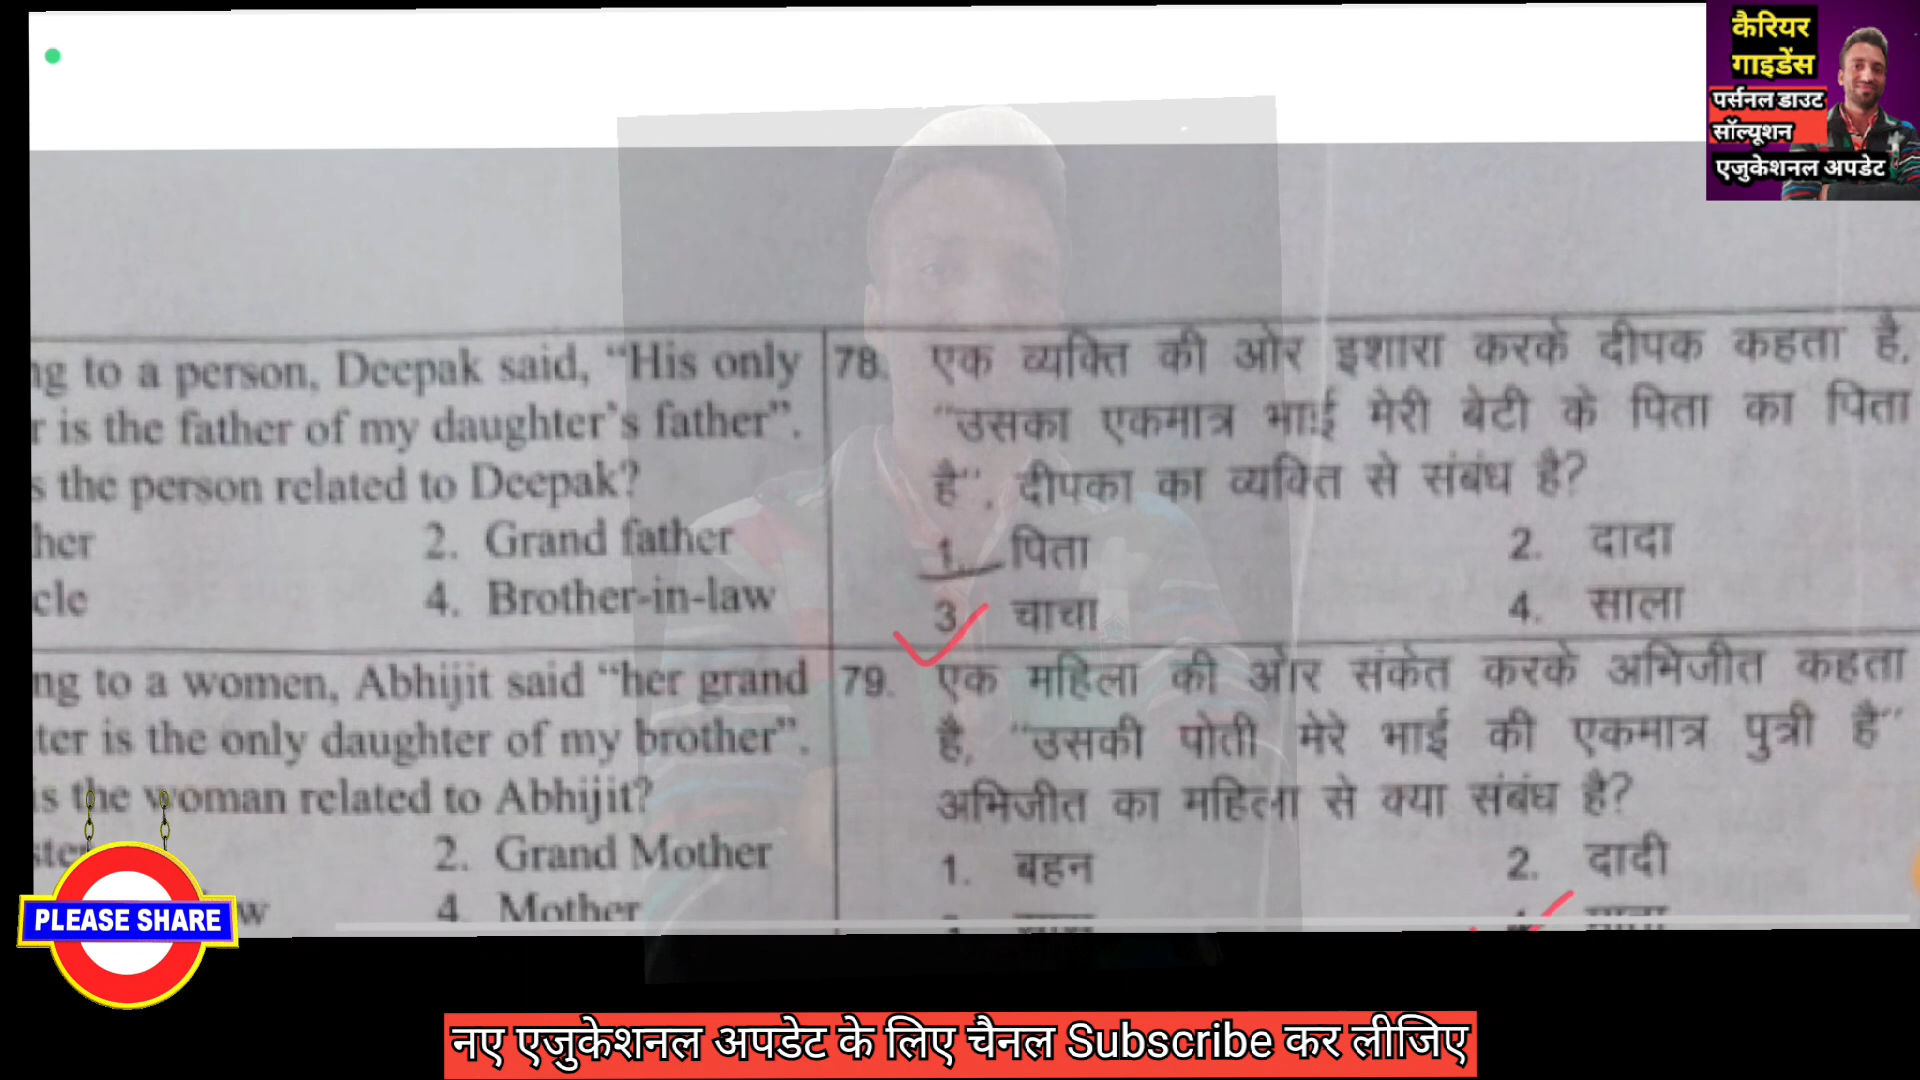 कैरियर
गाइडेंस
पर्सनल डाउट
सॉल्यूशन
एजुकेशनल अपडेट
ng to a person, Deepak said, “His only
r is the father of my daughter’s father”.
s the person related to Deepak?
her 2. Grand father
cle 4. Brother-in-law
78. एक व्यक्ति की ओर इशारा करके दीपक कहता है,
“उसका एकमात्र भाई मेरी बेटी के पिता का पिता
है”, दीपका का व्यक्ति से संबंध है?
1. पिता 2. दादा
3. चाचा 4. साला
ng to a women, Abhijit said “her grand
ter is the only daughter of my brother”.
is the woman related to Abhijit?
ster 2. Grand Mother
w 4. Mother
79. एक महिला की ओर संकेत करके अभिजीत कहता
है, “उसकी पोती मेरे भाई की एकमात्र पुत्री है”
अभिजीत का महिला से क्या संबंध है?
1. बहन 2. दादी
PLEASE SHARE
नए एजुकेशनल अपडेट के लिए चैनल Subscribe कर लीजिए